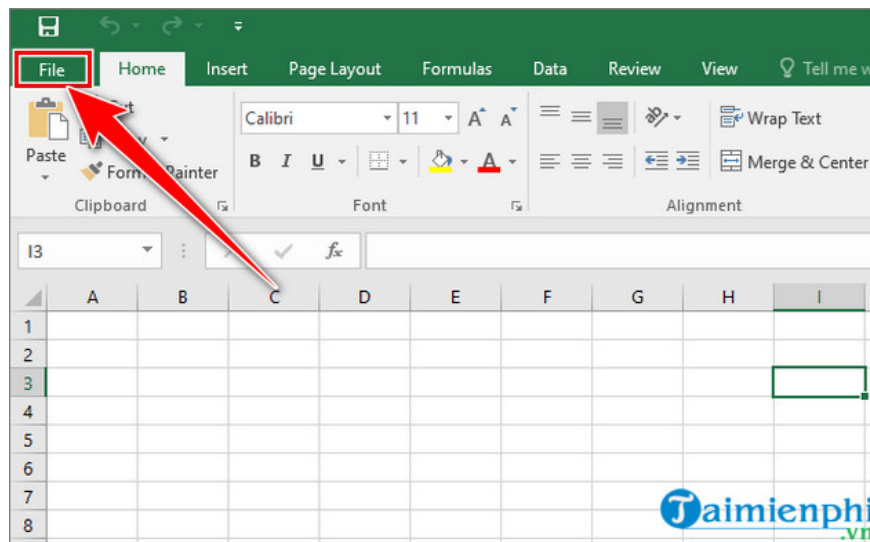 File Home Insert Page Layout Formulas Data Review View Tell me
Calibri 11 A A Wrap Text
Paste
B I U A Merge & Center
Painter
Clipboard Font Alignment
I3 fx
A B C D E F G H I
1
2
3
4
5
6
7
8
Taimienphi
.vn